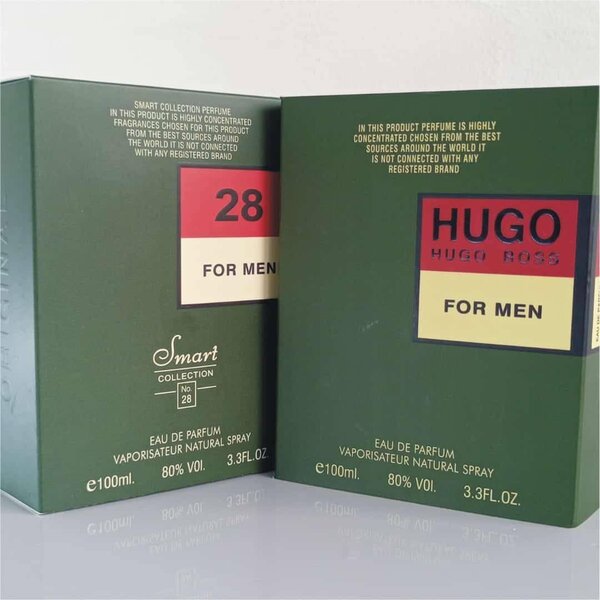 SMART COLLECTION PERFUME
IN THIS PRODUCT IS HIGHLY CONCENTRATED
FRAGRANCES CHOSEN FOR THIS PRODUCT
FROM THE BEST SOURCES AROUND
THE WORLD IT IS NOT CONNECTED
WITH ANY REGISTERED BRAND
28
FOR MEN
Smart
COLLECTION
No.
28
EAU DE PARFUM
VAPORISATEUR NATURAL SPRAY
e100ml. 80% VOl. 3.3FL.OZ.
IN THIS PRODUCT PERFUME IS HIGHLY
CONCENTRATED CHOSEN FROM THE BEST
SOURCES AROUND THE WORLD IT
IS NOT CONNECTED WITH ANY
REGISTERED BRAND
HUGO
HUGO BOSS
FOR MEN
EAU DE PARFUM
VAPORISATEUR NATURAL SPRAY
e100ml. 80% VOl. 3.3FL.OZ.